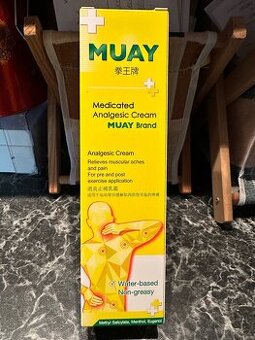 MUAY
拳王牌
Medicated
Analgesic Cream
MUAY Brand
Analgesic Cream
Relieves muscular aches
and pain
For pre and post
exercise application
Water-based
Non-greasy
Methyl Salicylate, Menthol, Eugenol